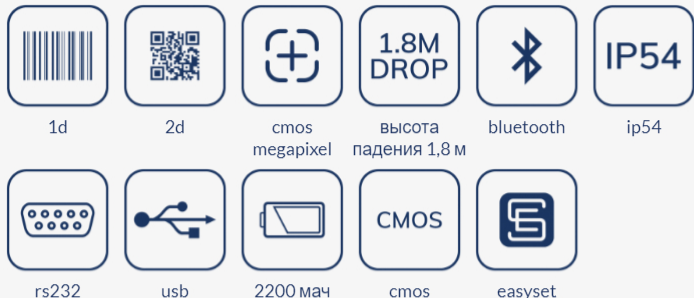 1.8M
DROP
IP54
1d
2d
cmos
megapixel
высота
падения 1,8 м
bluetooth
ip54
CMOS
rs232
usb
2200 мач
cmos
easyset